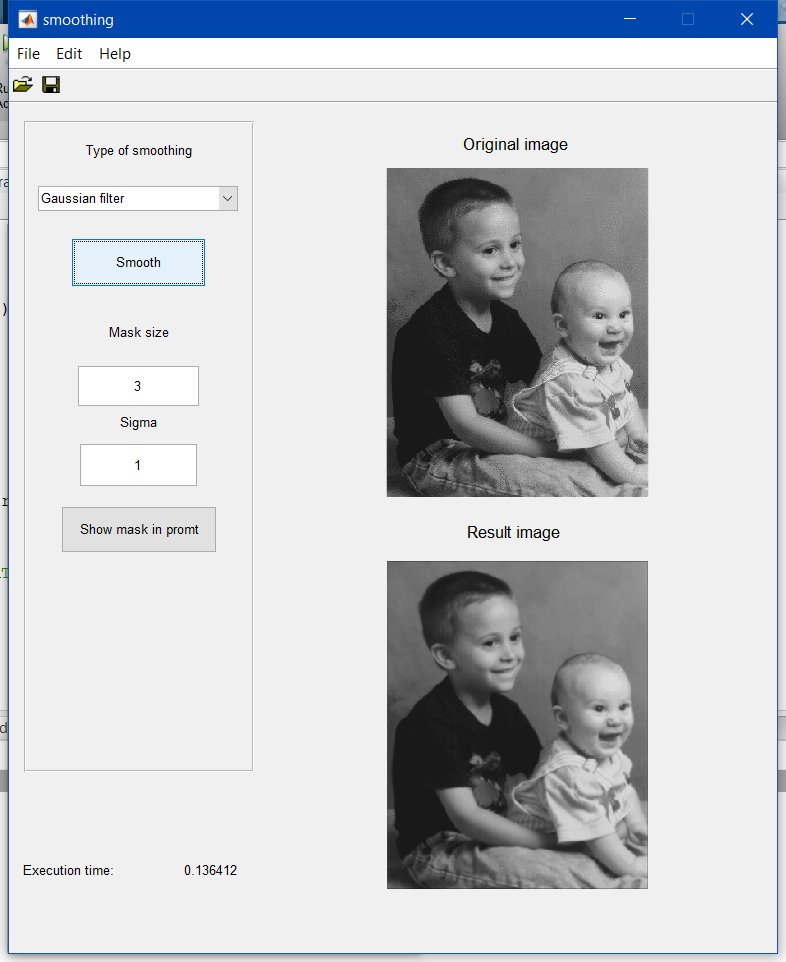 smoothing
File Edit Help
Type of smoothing
Gaussian filter
Smooth
Mask size
3
Sigma
1
Show mask in promt
Execution time: 0.136412
Original image
Result image